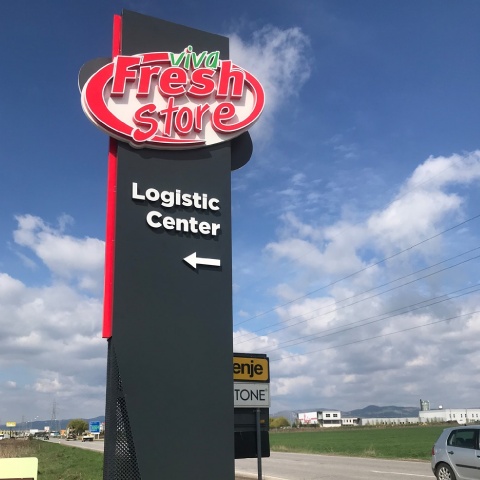 viva
Fresh
Store
Logistic
Center
enje
TONE